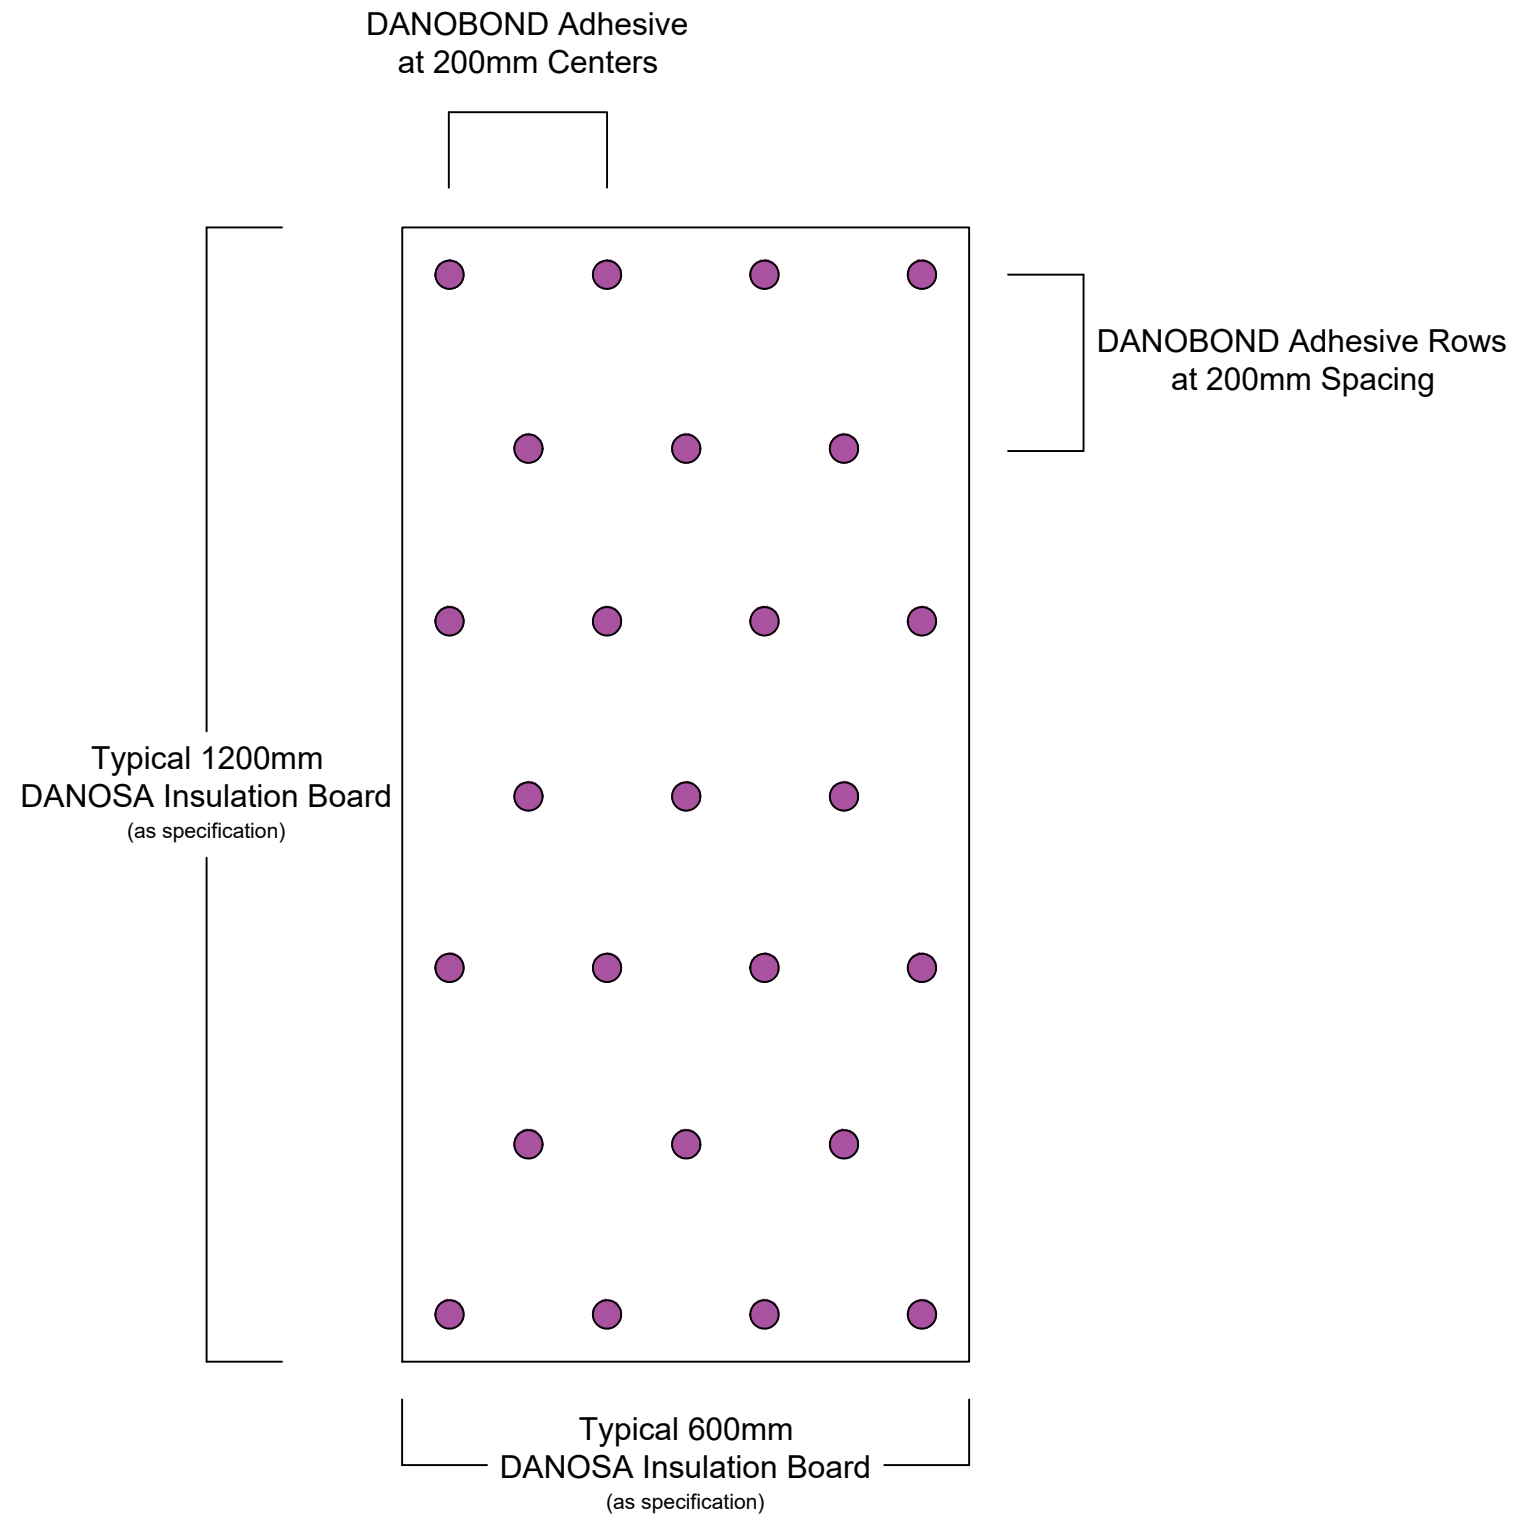 DANOBOND Adhesive
at 200mm Centers
DANOBOND Adhesive Rows
at 200mm Spacing
Typical 1200mm
DANOSA Insulation Board
(as specification)
Typical 600mm
DANOSA Insulation Board
(as specification)